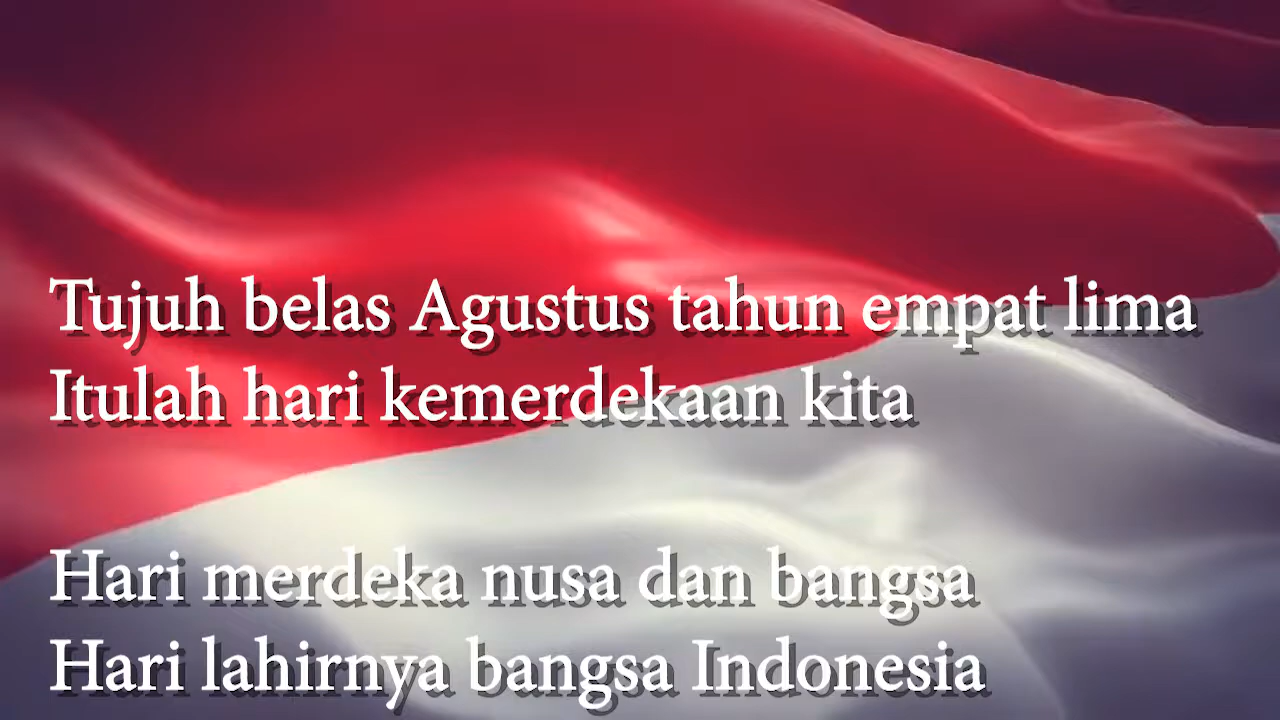 Tujuh belas Agustus tahun empat lima
Itulah hari kemerdekaan kita
Hari merdeka nusa dan bangsa
Hari lahirnya bangsa Indonesia